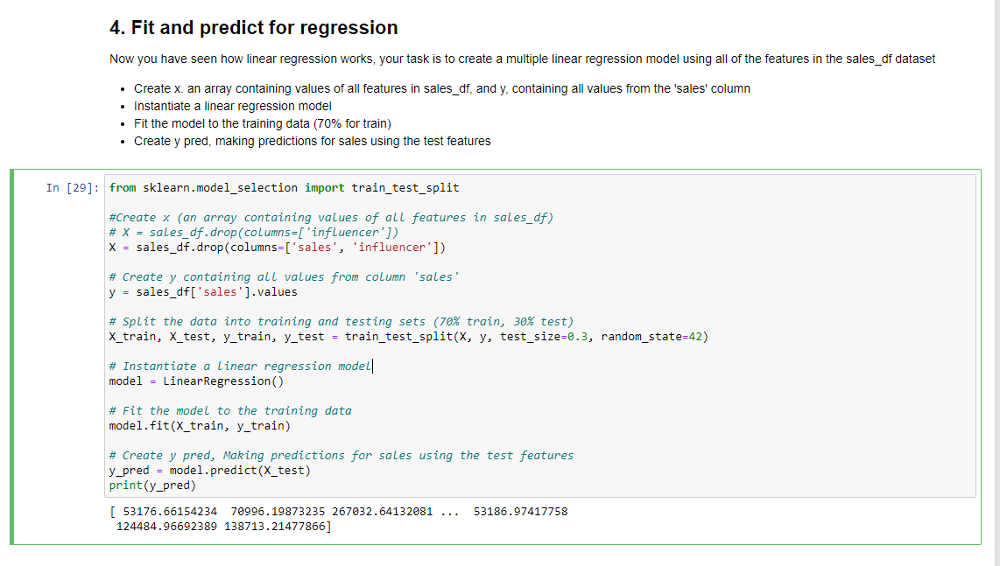 4. Fit and predict for regression
Now you have seen how linear regression works, your task is to create a multiple linear regression model using all of the features in the sales_df dataset
• Create x. an array containing values of all features in sales_df, and y, containing all values from the 'sales' column
• Instantiate a linear regression model
• Fit the model to the training data (70% for train)
• Create y pred, making predictions for sales using the test features
In [29]: from sklearn.model_selection import train_test_split
#Create x (an array containing values of all features in sales_df)
# X = sales_df.drop(columns=['influencer'])
X = sales_df.drop(columns=['sales', 'influencer'])
# Create y containing all values from column 'sales'
y = sales_df['sales'].values
# Split the data into training and testing sets (70% train, 30% test)
X_train, X_test, y_train, y_test = train_test_split(X, y, test_size=0.3, random_state=42)
# Instantiate a linear regression model
model = LinearRegression()
# Fit the model to the training data
model.fit(X_train, y_train)
# Create y pred, Making predictions for sales using the test features
y_pred = model.predict(X_test)
print(y_pred)
[ 53176.66154234  70996.19873235 267032.64132081 ...  53186.97417758
124484.96692389 138713.21477866]